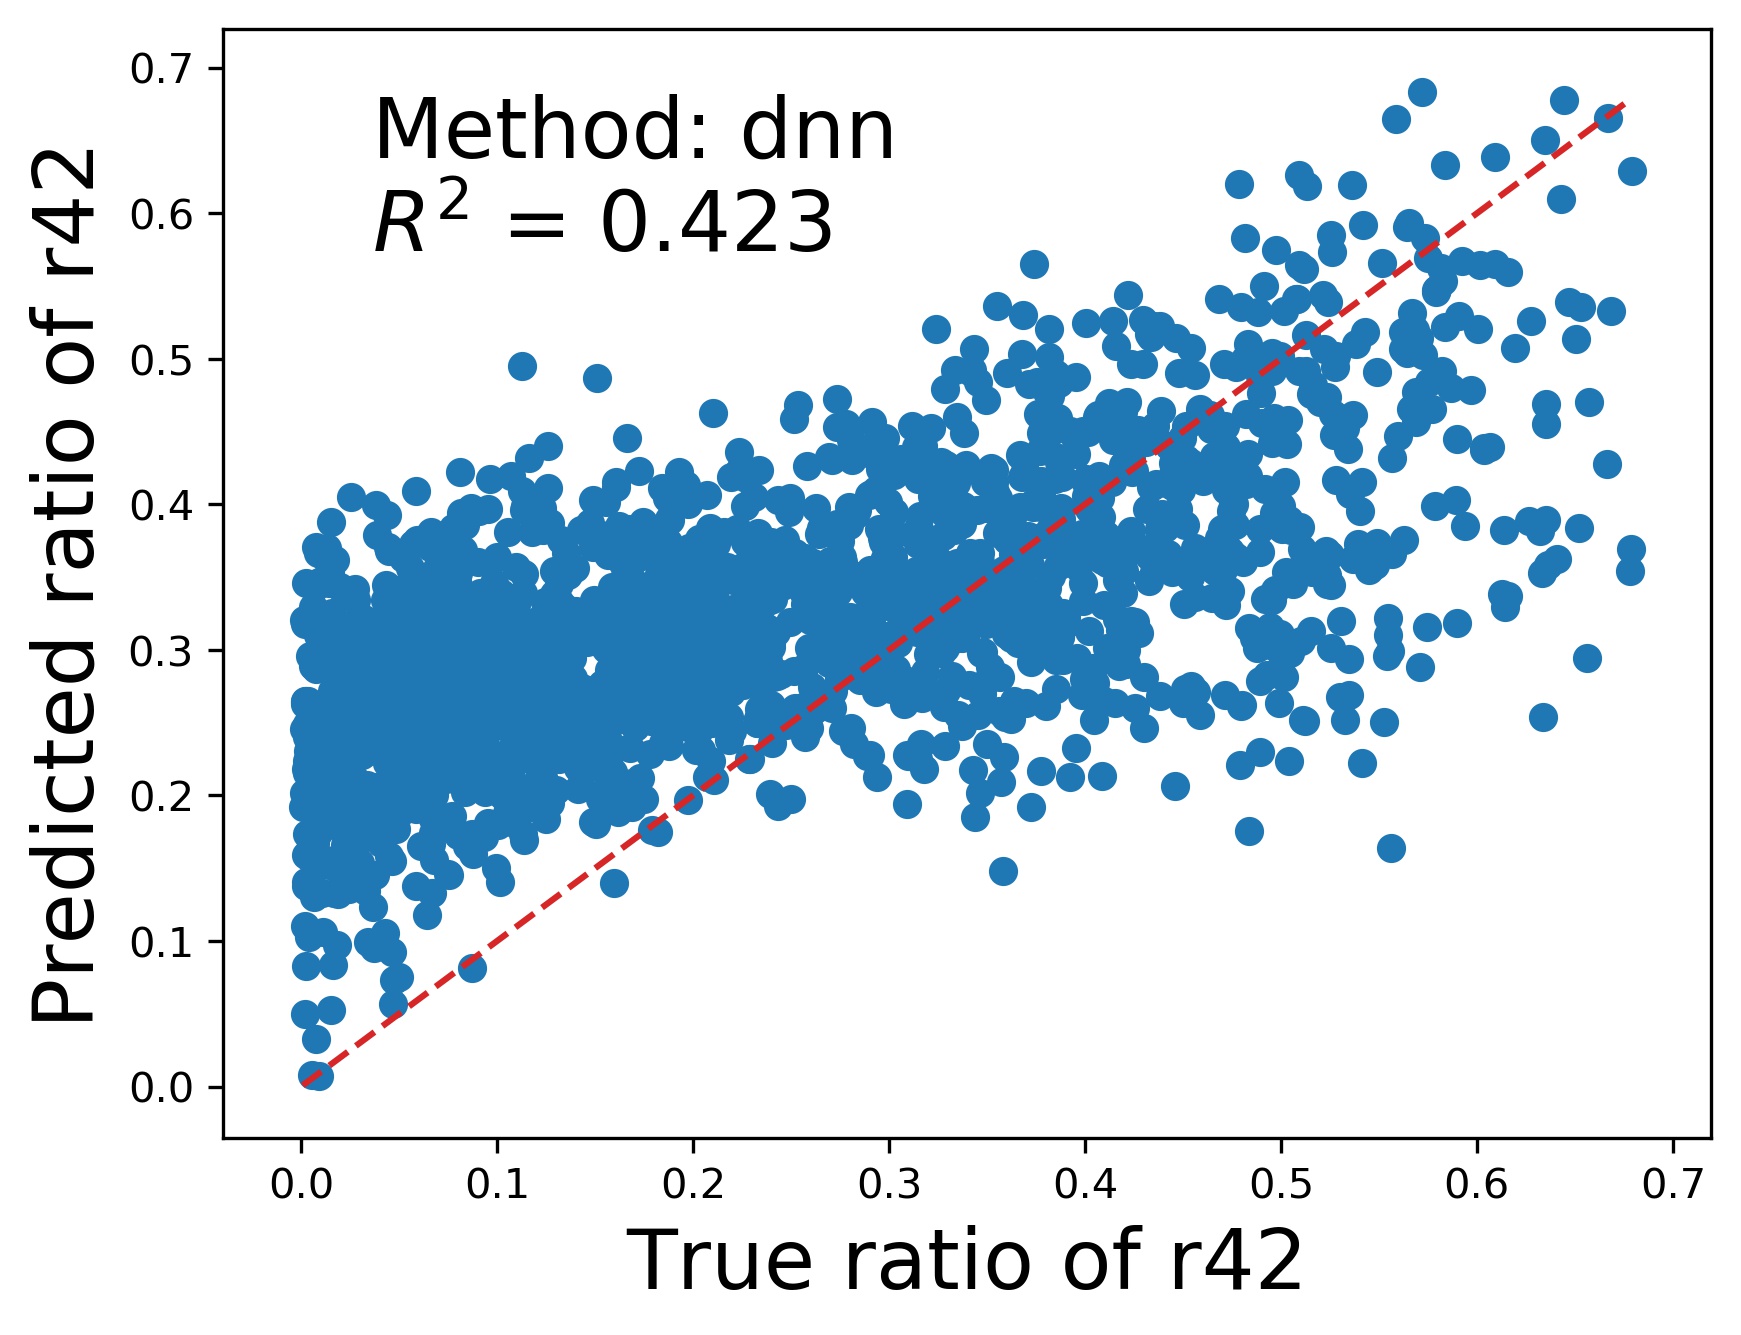 Method: dnn
R² = 0.423
Predicted ratio of r42
0.7
0.6
0.5
0.4
0.3
0.2
0.1
0.0
0.0 0.1 0.2 0.3 0.4 0.5 0.6 0.7
True ratio of r42